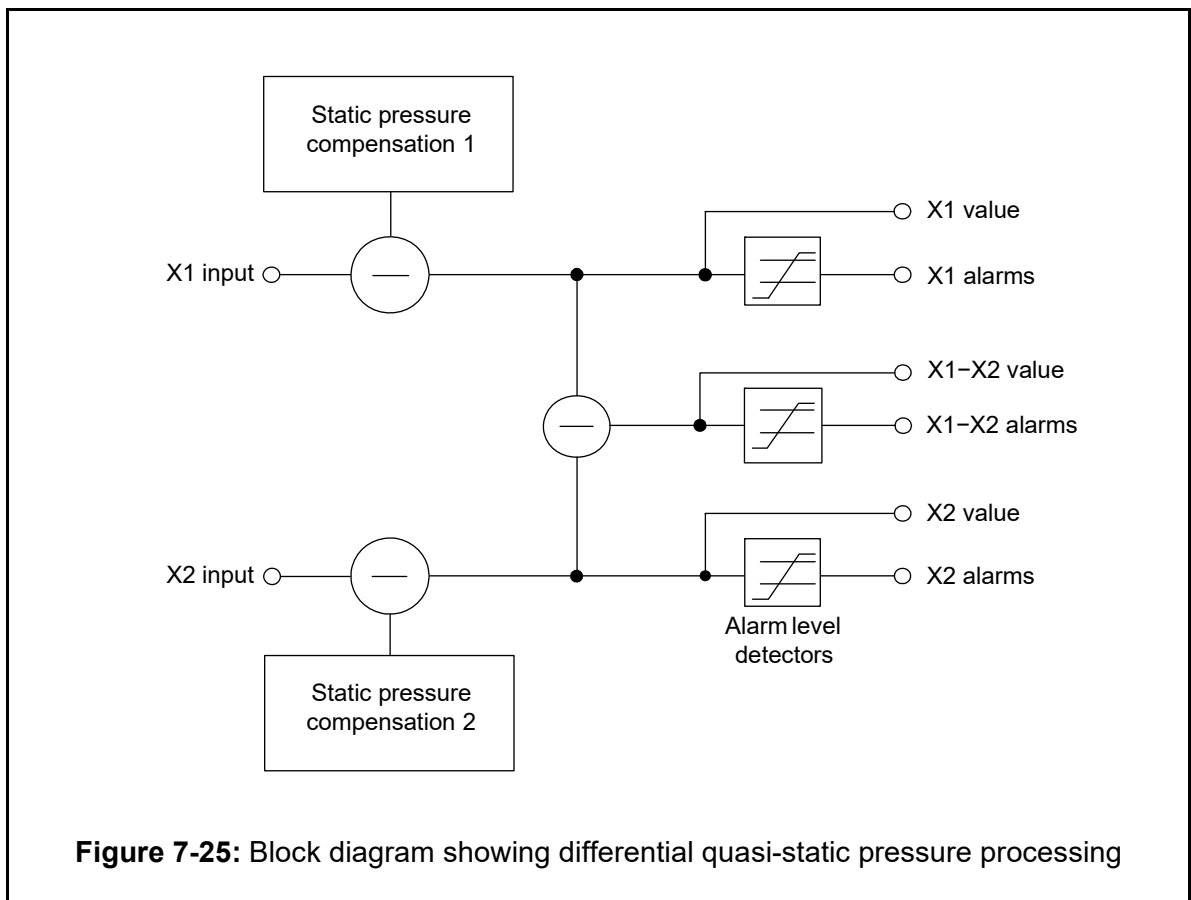 Static pressure
compensation 1
X1 value
X1 input
X1 alarms
X1−X2 value
X1−X2 alarms
X2 value
X2 input
X2 alarms
Alarm level
detectors
Static pressure
compensation 2
Figure 7-25: Block diagram showing differential quasi-static pressure processing